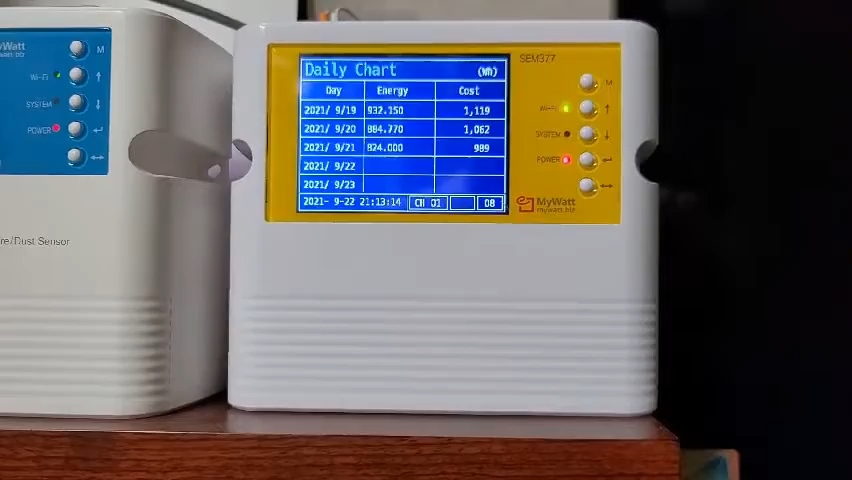 MyWatt
M
Wi-Fi
SYSTEM
POWER
re/Dust Sensor
SEM377
Daily Chart (Wh)
Day Energy Cost
2021/ 9/19 932.150 1,119
2021/ 9/20 884.770 1,062
2021/ 9/21 824.000 989
2021/ 9/22
2021/ 9/23
2021- 9-22 21:13:14 CH 01 08
M
Wi-Fi
SYSTEM
POWER
MyWatt
mywatt.biz